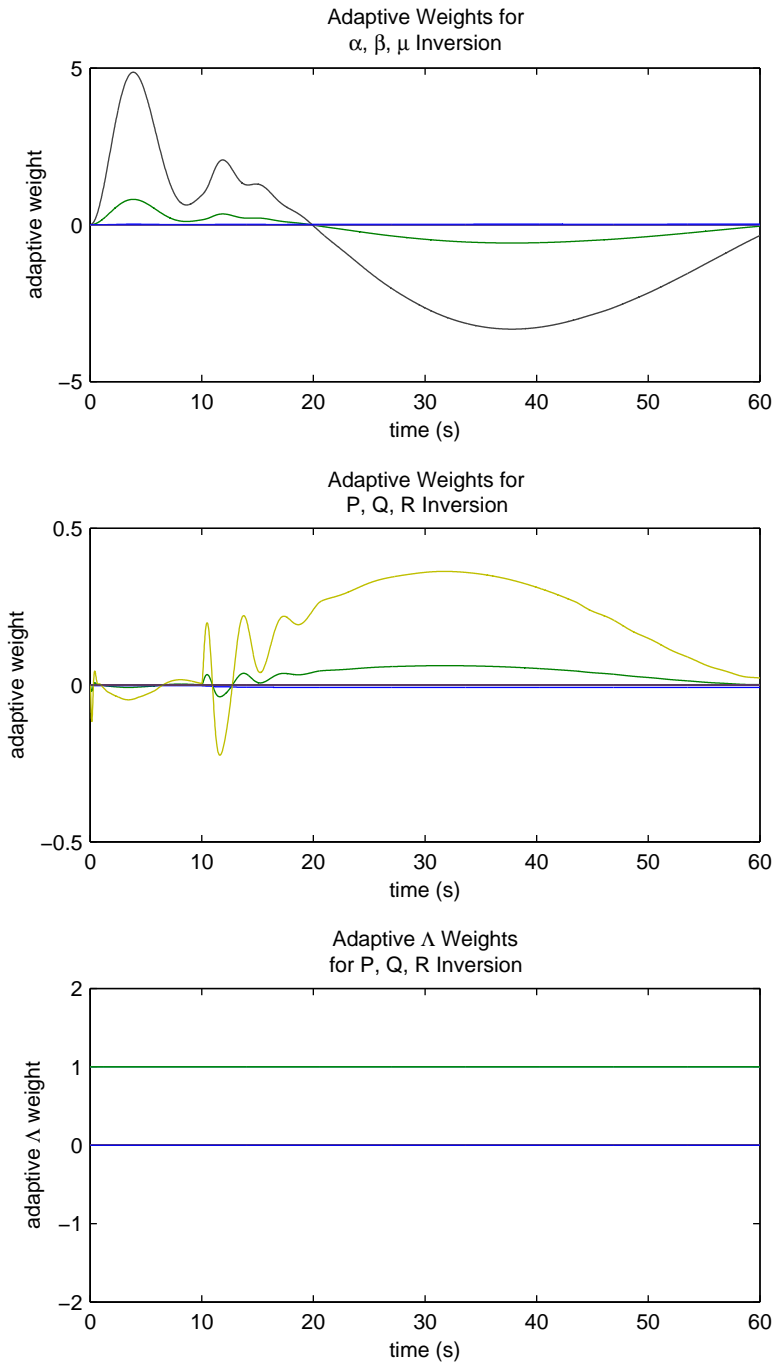 Adaptive Weights for
α, β, μ Inversion
5
0
−5
adaptive weight
0 10 20 30 40 50 60
time (s)
Adaptive Weights for
P, Q, R Inversion
0.5
0
−0.5
adaptive weight
0 10 20 30 40 50 60
time (s)
Adaptive Λ Weights
for P, Q, R Inversion
2
1
0
−1
−2
adaptive Λ weight
0 10 20 30 40 50 60
time (s)